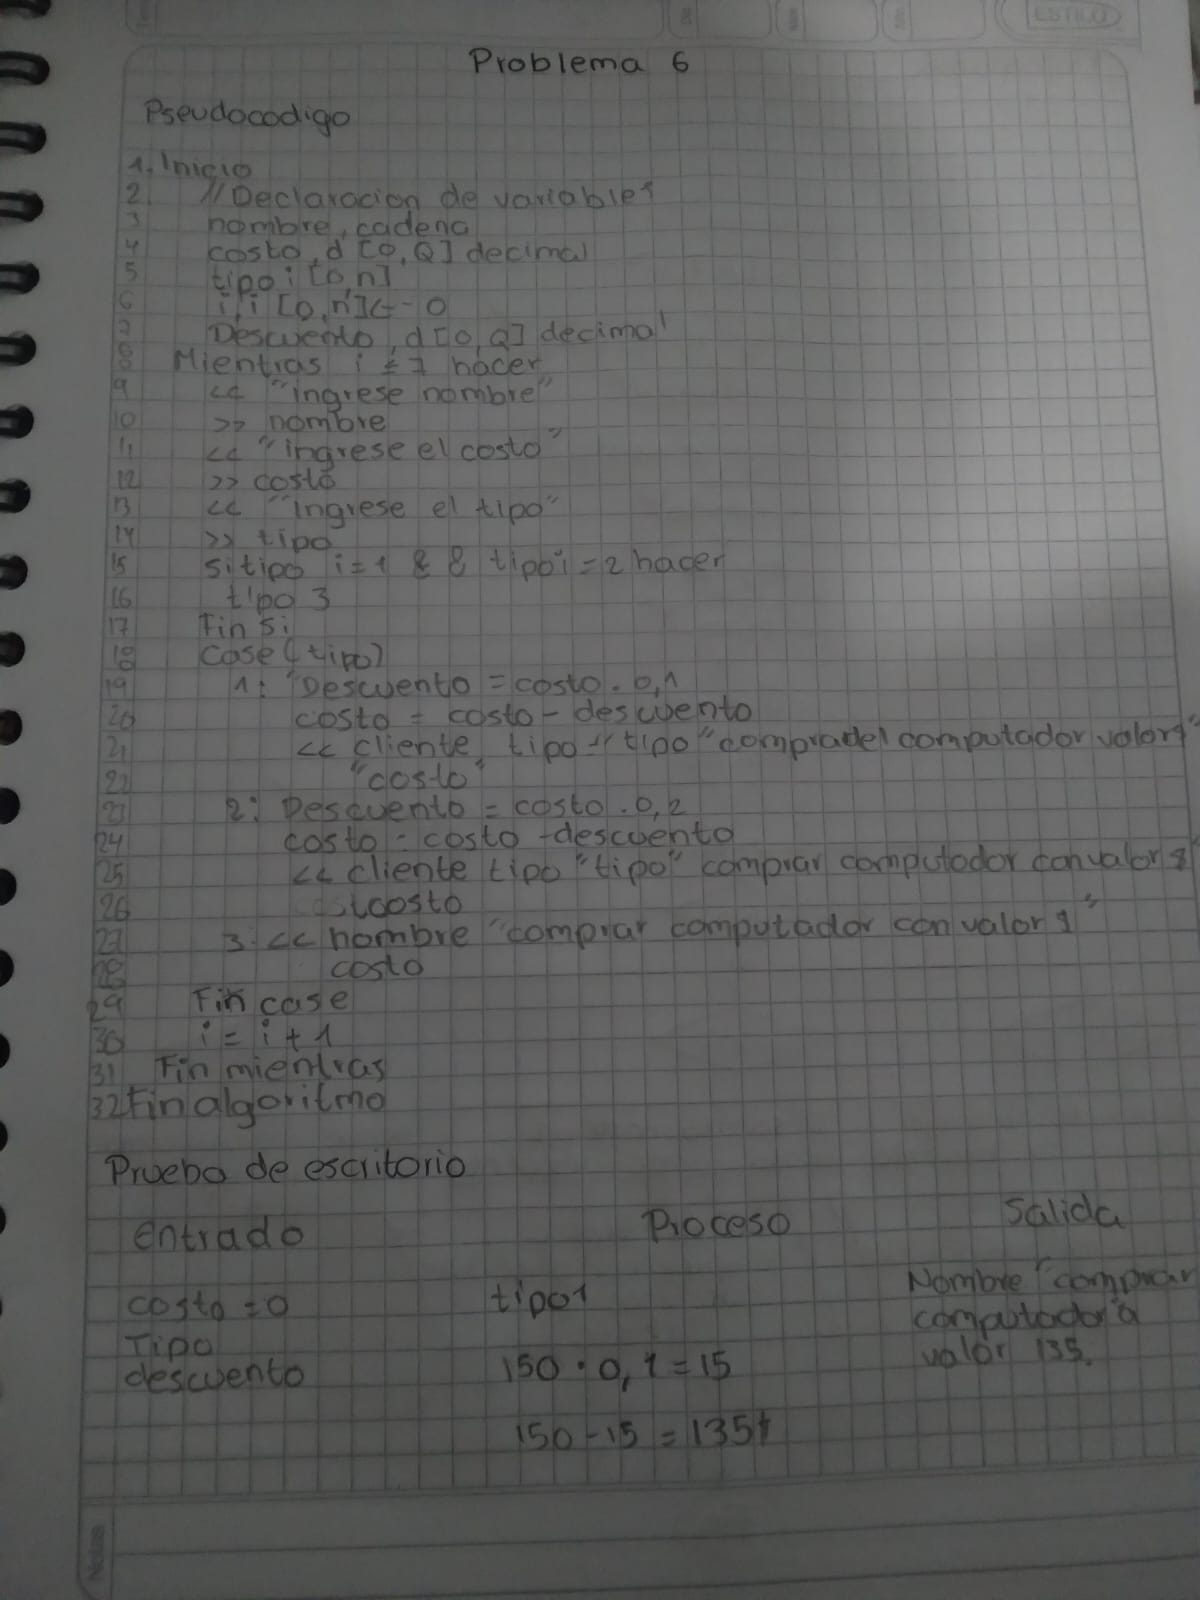 ESTILO
Problema 6
Pseudocodigo
1. Inicio
2 // Declaracion de variables
3 nombre, cadena
4 costo, d [0, Q] decimal
5 tipo i [0, n]
6 i, i [0, n] <- 0
7 Descuento, d [0, Q] decimal
8 Mientras i ≤ 7 hacer
9 << "ingrese nombre"
10 >> nombre
11 << "ingrese el costo"
12 >> costo
13 << "ingrese el tipo"
14 >> tipo
15 si tipo i = 1 && tipo i = 2 hacer
16 tipo 3
17 Fin si
18 case (tipo)
19 1: Descuento = costo . 0,1
20 costo = costo - descuento
21 << cliente tipo " tipo "compra del computador valor $"
22 "costo"
23 2: Descuento = costo . 0,2
24 costo = costo - descuento
25 << cliente tipo "tipo" comprar computador con valor $"
26 costo
27 3. << nombre "comprar computador con valor $"
28 costo
29 Fin case
30 i = i + 1
31 Fin mientras
32 Fin algoritmo
Prueba de escritorio
entrada Proceso Salida
costo = 0 tipo 1 Nombre "comprar
Tipo computador a
descuento 150 . 0,1 = 15 valor 135.
150 - 15 = 135
Notas